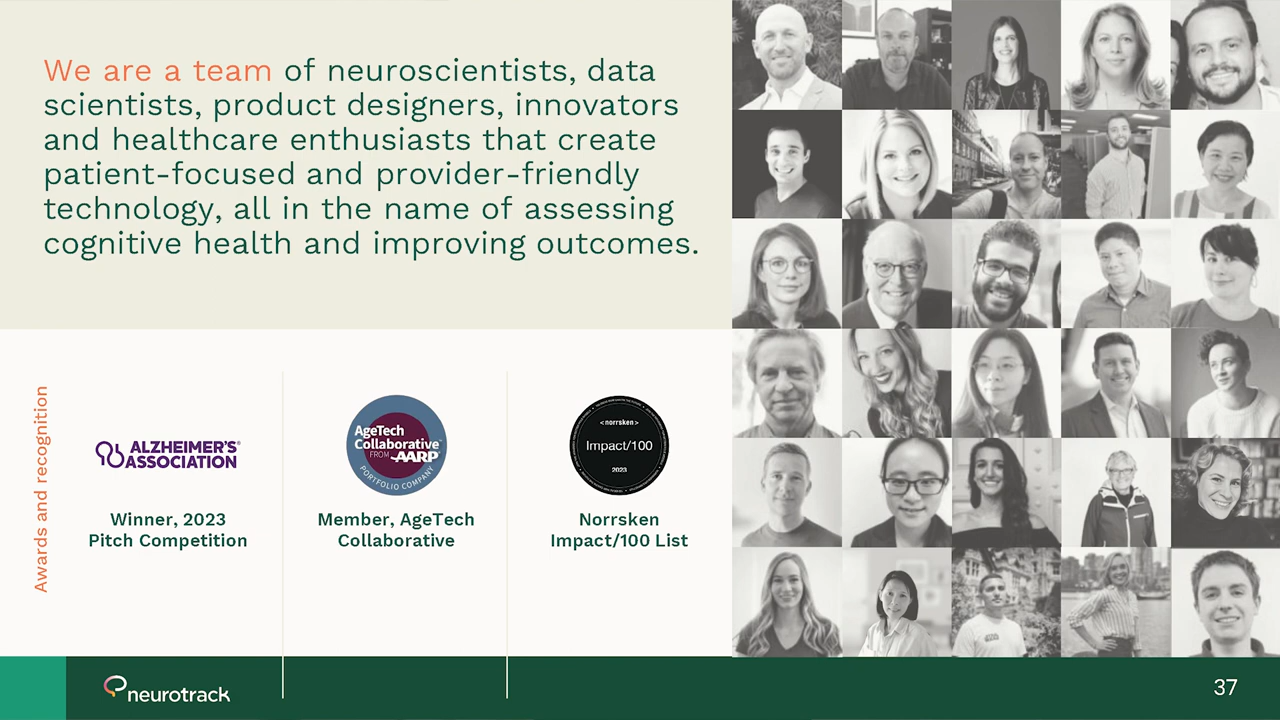 We are a team of neuroscientists, data
scientists, product designers, innovators
and healthcare enthusiasts that create
patient-focused and provider-friendly
technology, all in the name of assessing
cognitive health and improving outcomes.
Awards and recognition
ALZHEIMER'S®
ASSOCIATION
Winner, 2023
Pitch Competition
AgeTech
Collaborative™
FROM AARP
PORTFOLIO COMPANY
Member, AgeTech
Collaborative
<norrsken>
Impact/100
2023
Norrsken
Impact/100 List
neurotrack
37